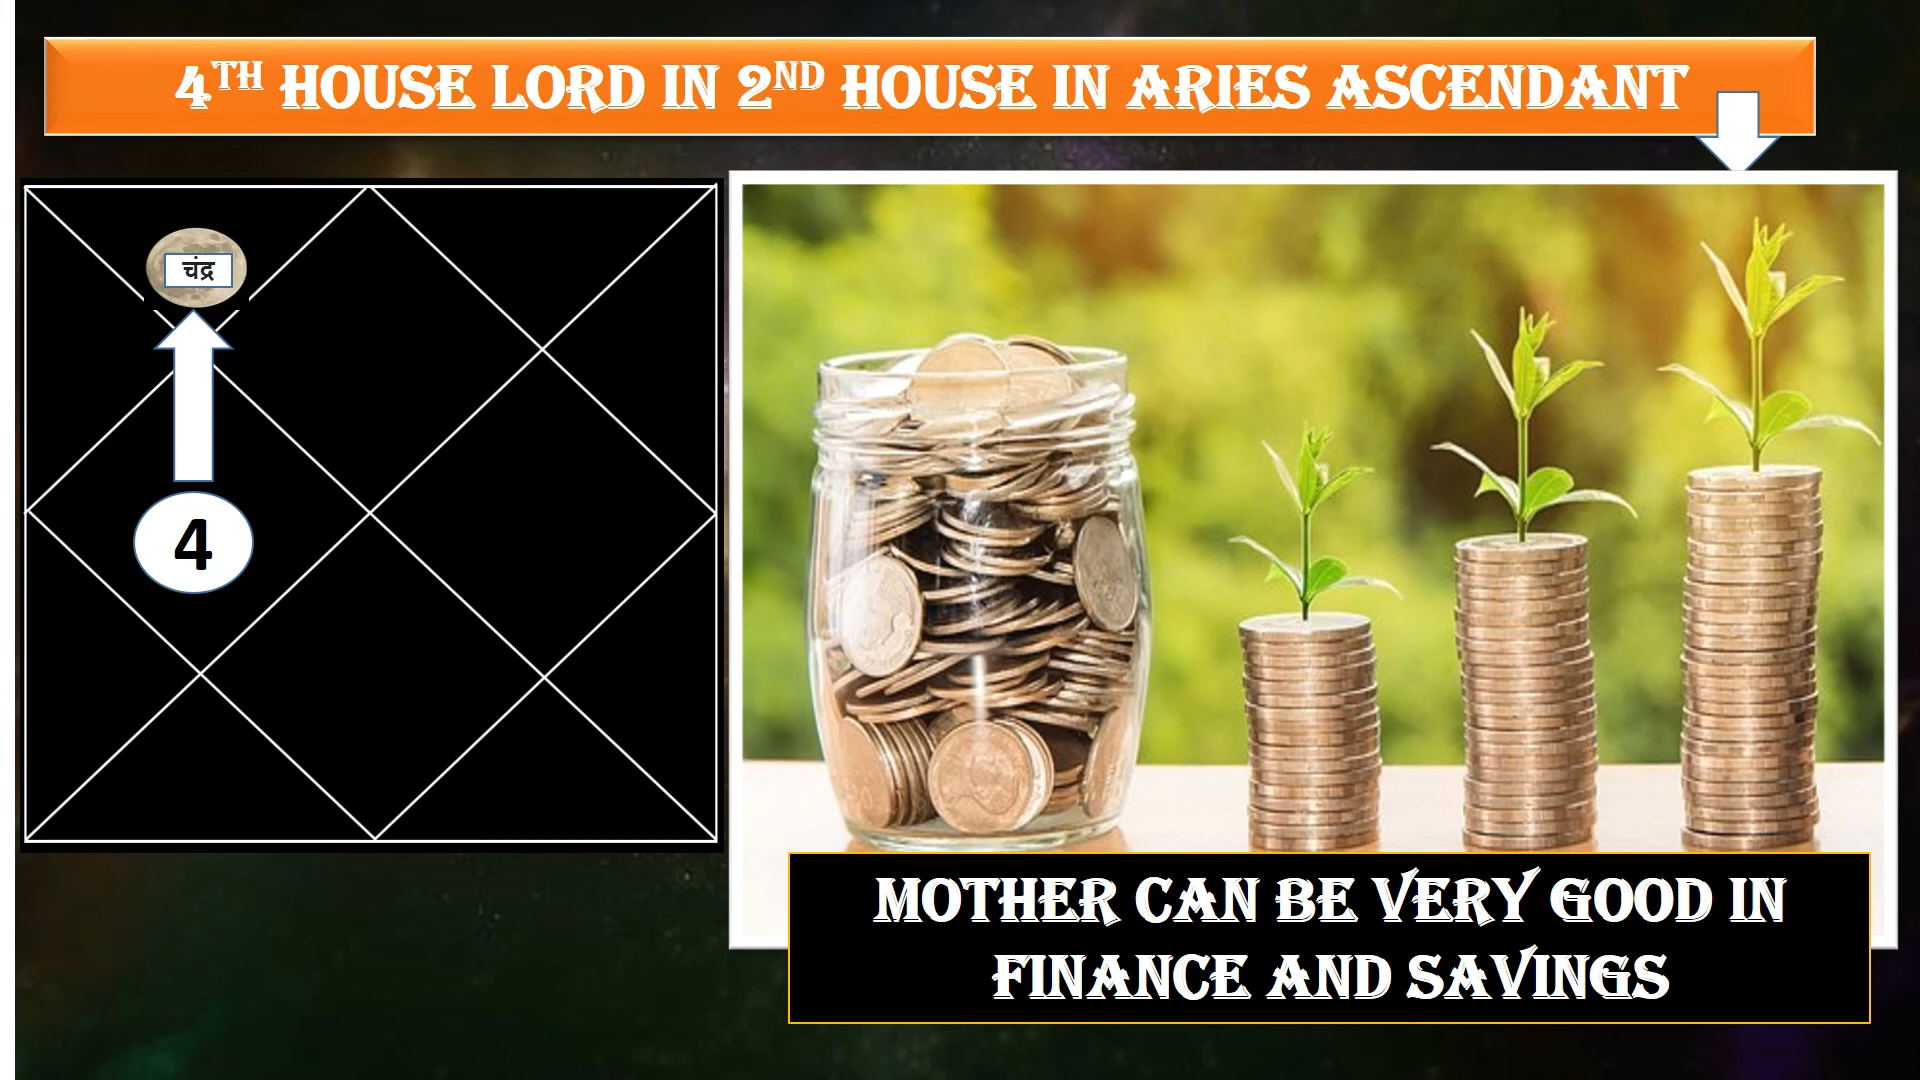 4TH HOUSE LORD IN 2ND HOUSE IN ARIES ASCENDANT
चंद्र
4
MOTHER CAN BE VERY GOOD IN
FINANCE AND SAVINGS